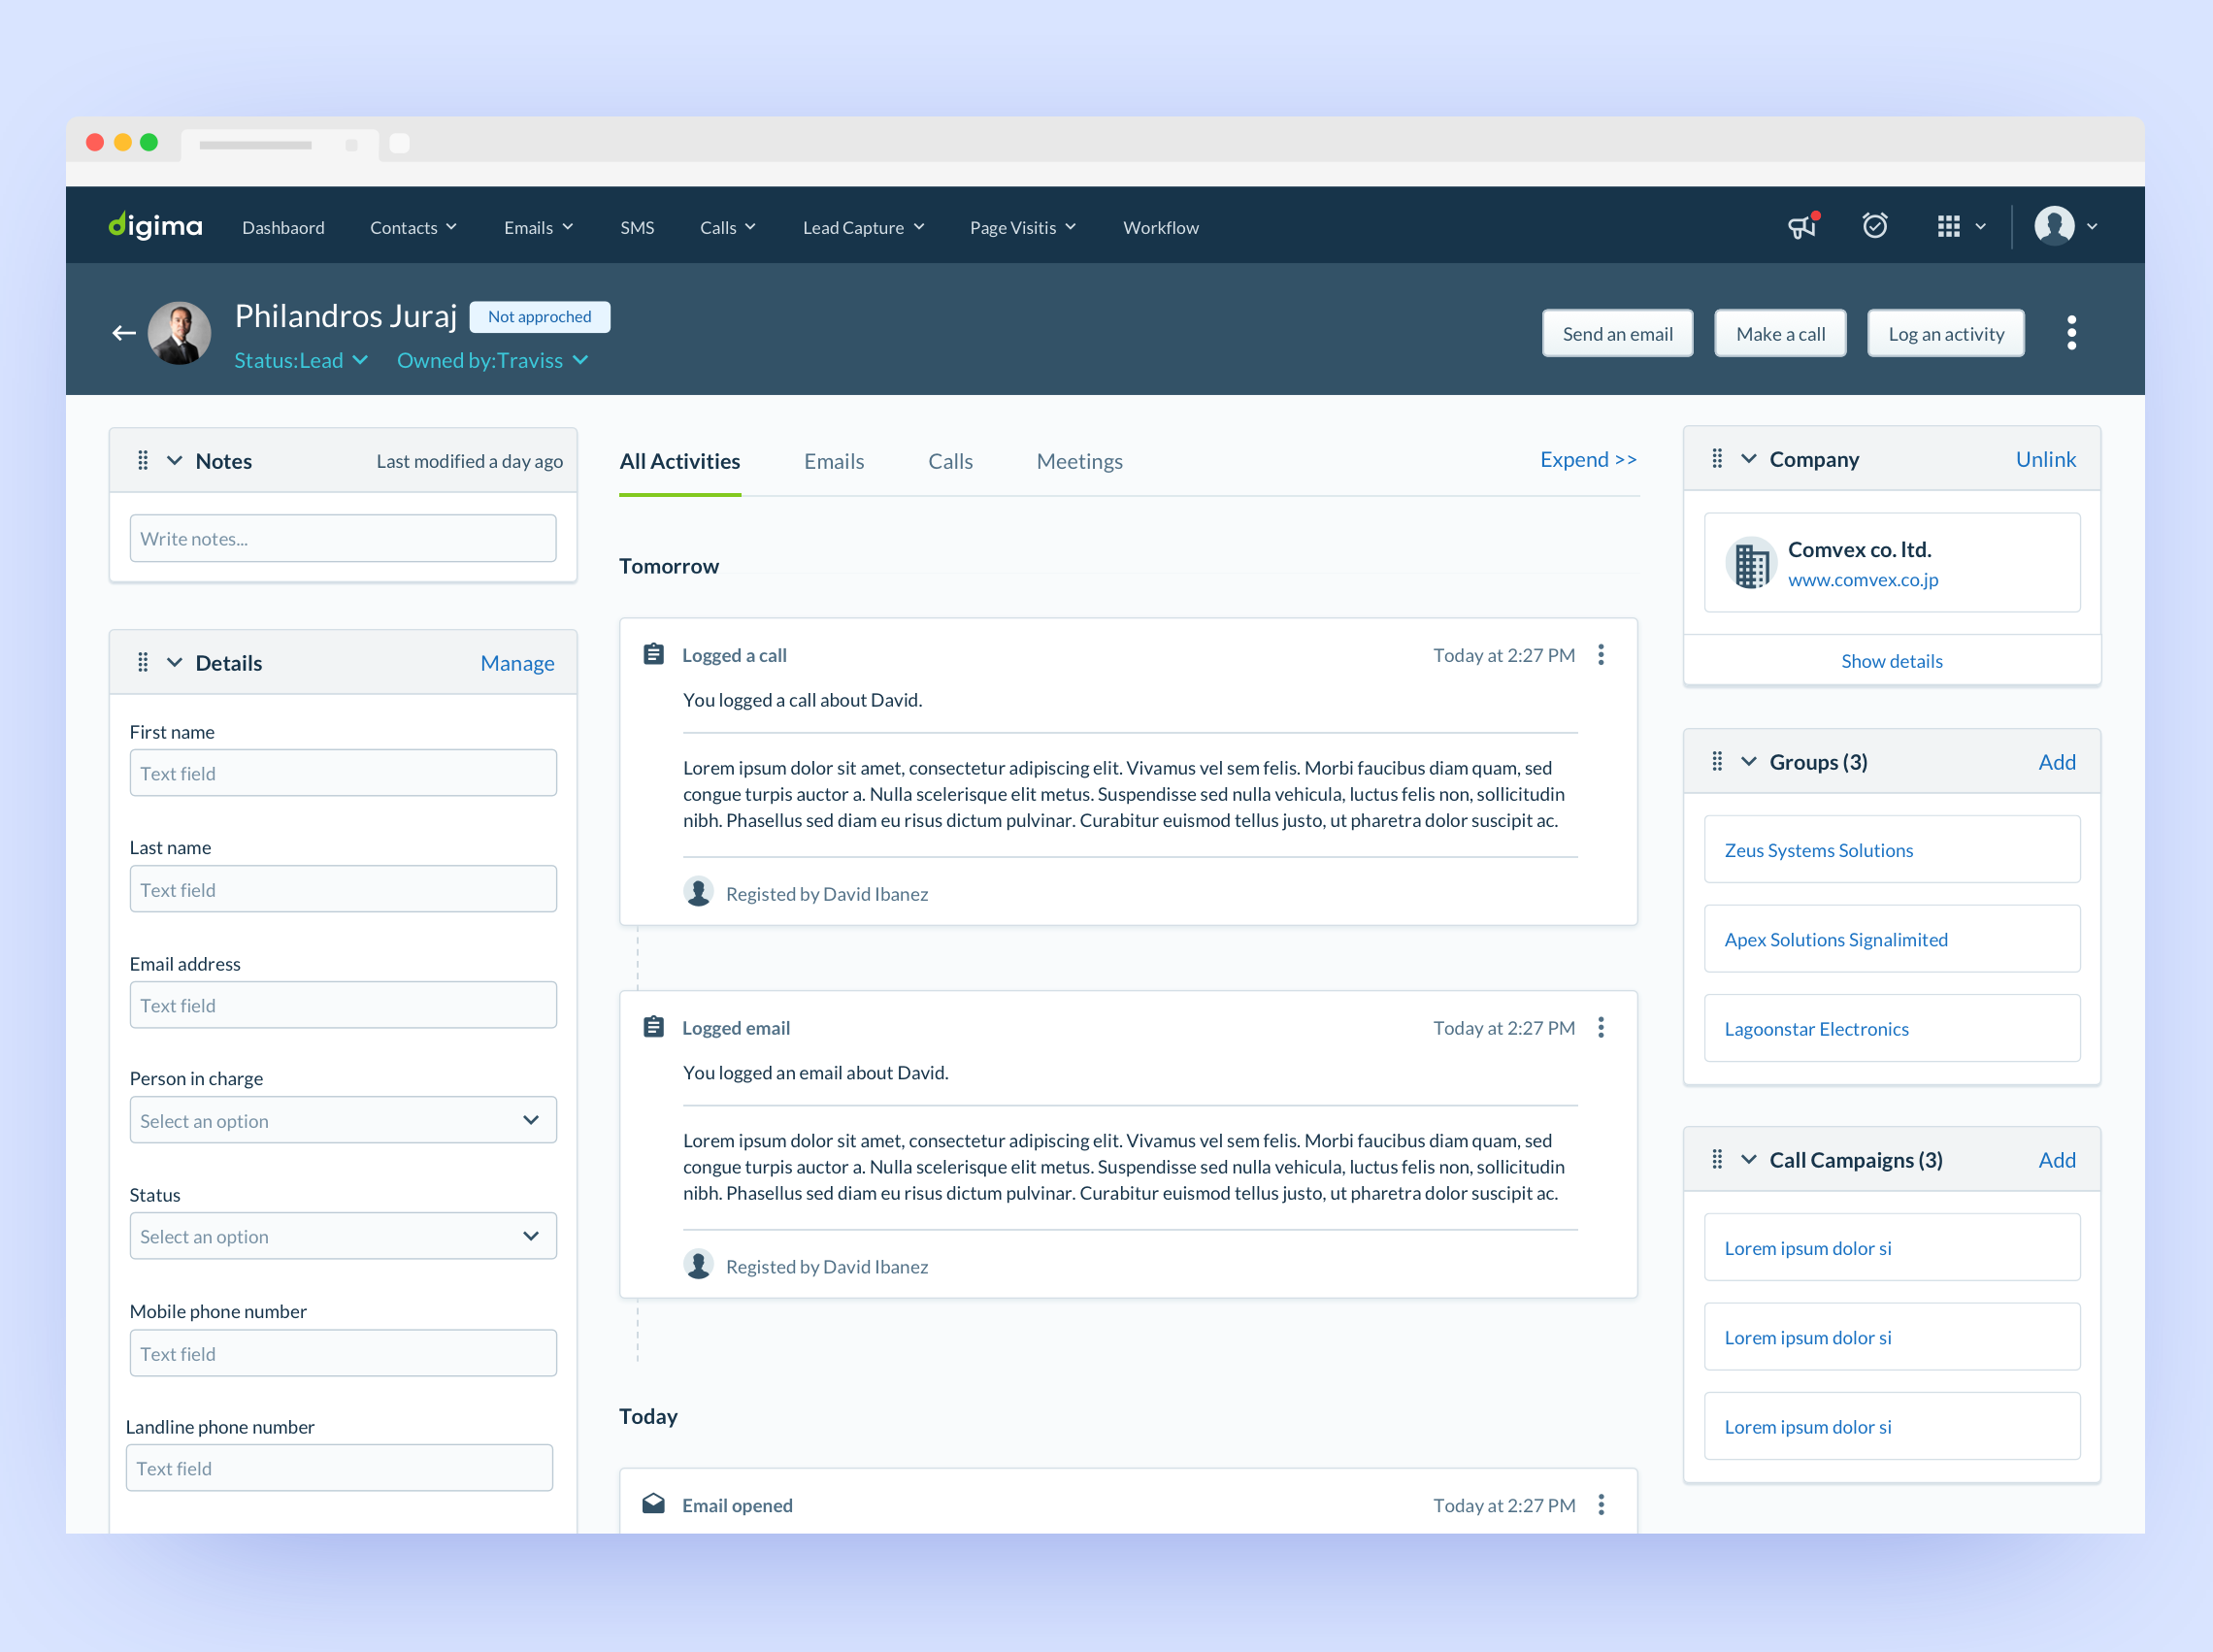 digima
Dashbaord
Contacts
Emails
SMS
Calls
Lead Capture
Page Visitis
Workflow
Philandros Juraj
Not approched
Status:Lead
Owned by:Traviss
Send an email
Make a call
Log an activity
Notes
Last modified a day ago
Write notes...
Details
Manage
First name
Text field
Last name
Text field
Email address
Text field
Person in charge
Select an option
Status
Select an option
Mobile phone number
Text field
Landline phone number
Text field
All Activities
Emails
Calls
Meetings
Expend >>
Tomorrow
Logged a call
Today at 2:27 PM
You logged a call about David.
Lorem ipsum dolor sit amet, consectetur adipiscing elit. Vivamus vel sem felis. Morbi faucibus diam quam, sed
congue turpis auctor a. Nulla scelerisque elit metus. Suspendisse sed nulla vehicula, luctus felis non, sollicitudin
nibh. Phasellus sed diam eu risus dictum pulvinar. Curabitur euismod tellus justo, ut pharetra dolor suscipit ac.
Registed by David Ibanez
Logged email
Today at 2:27 PM
You logged an email about David.
Lorem ipsum dolor sit amet, consectetur adipiscing elit. Vivamus vel sem felis. Morbi faucibus diam quam, sed
congue turpis auctor a. Nulla scelerisque elit metus. Suspendisse sed nulla vehicula, luctus felis non, sollicitudin
nibh. Phasellus sed diam eu risus dictum pulvinar. Curabitur euismod tellus justo, ut pharetra dolor suscipit ac.
Registed by David Ibanez
Today
Email opened
Today at 2:27 PM
Company
Unlink
Comvex co. ltd.
www.comvex.co.jp
Show details
Groups (3)
Add
Zeus Systems Solutions
Apex Solutions Signalimited
Lagoonstar Electronics
Call Campaigns (3)
Add
Lorem ipsum dolor si
Lorem ipsum dolor si
Lorem ipsum dolor si